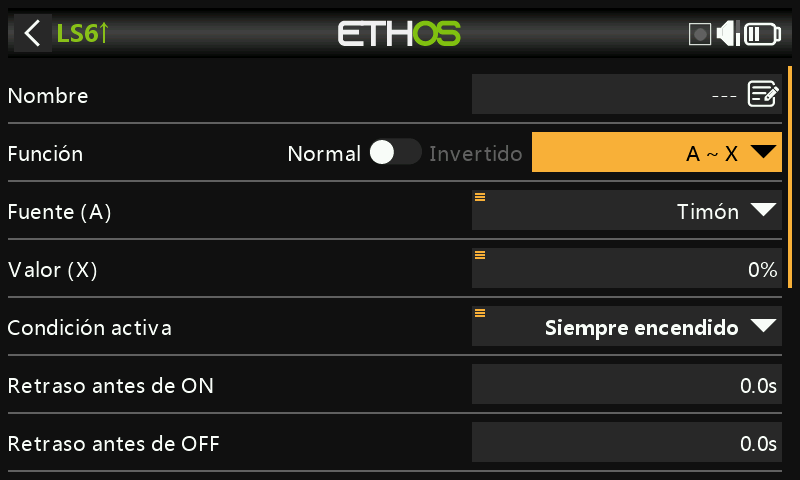 LS6↑ ETHOS
Nombre ---
Función Normal Invertido A ~ X
Fuente (A) Timón
Valor (X) 0%
Condición activa Siempre encendido
Retraso antes de ON 0.0s
Retraso antes de OFF 0.0s